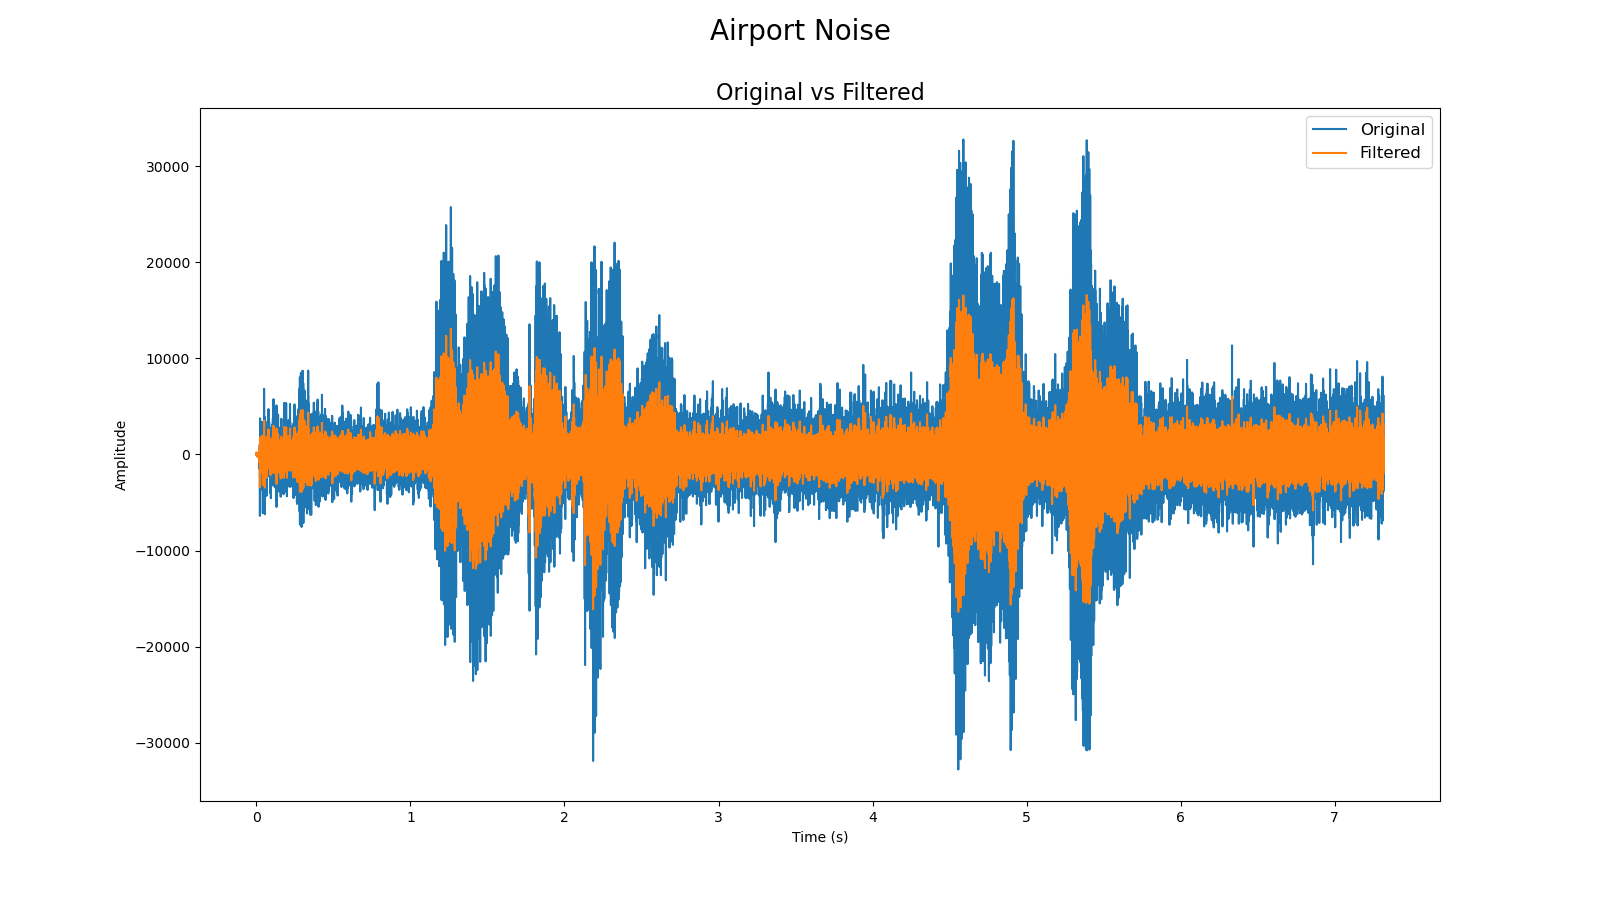 Airport Noise
Original vs Filtered
Original
Filtered
30000
20000
10000
0
−10000
−20000
−30000
Amplitude
0 1 2 3 4 5 6 7
Time (s)